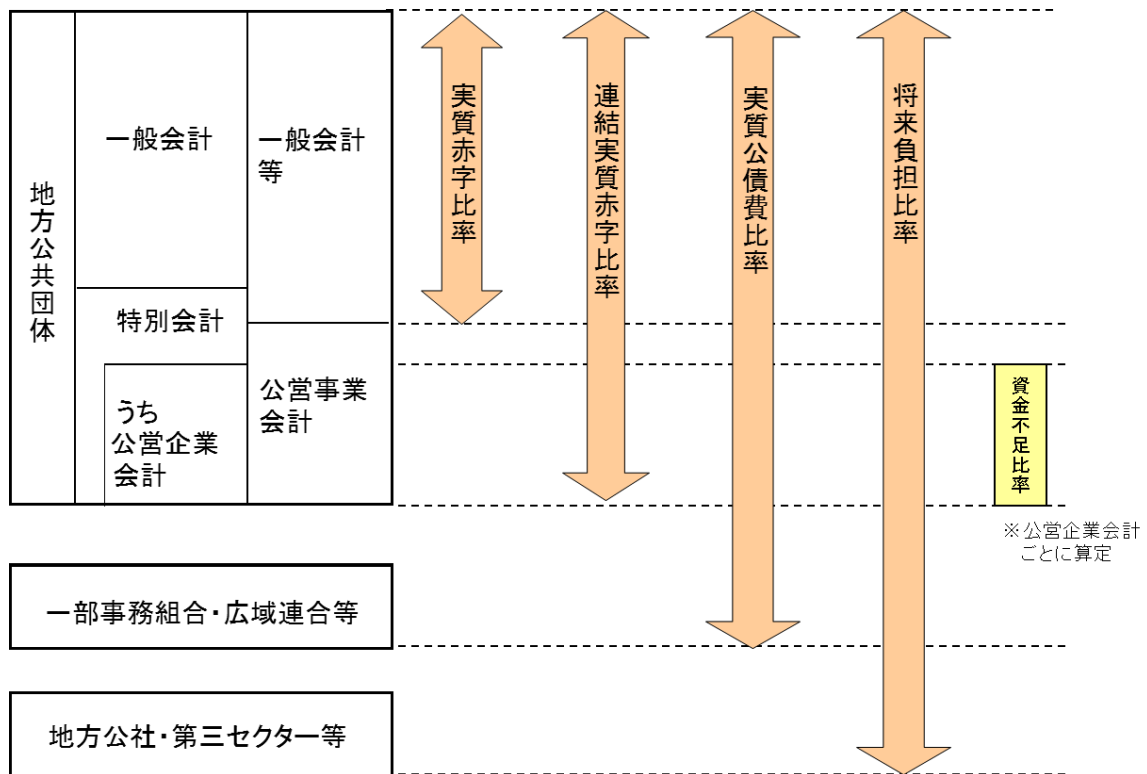 地方公共団体
一般会計
一般会計
等
特別会計
うち
公営企業
会計
公営事業
会計
実質赤字比率
連結実質赤字比率
実質公債費比率
将来負担比率
資金不足比率
※公営企業会計
ごとに算定
一部事務組合・広域連合等
地方公社・第三セクター等